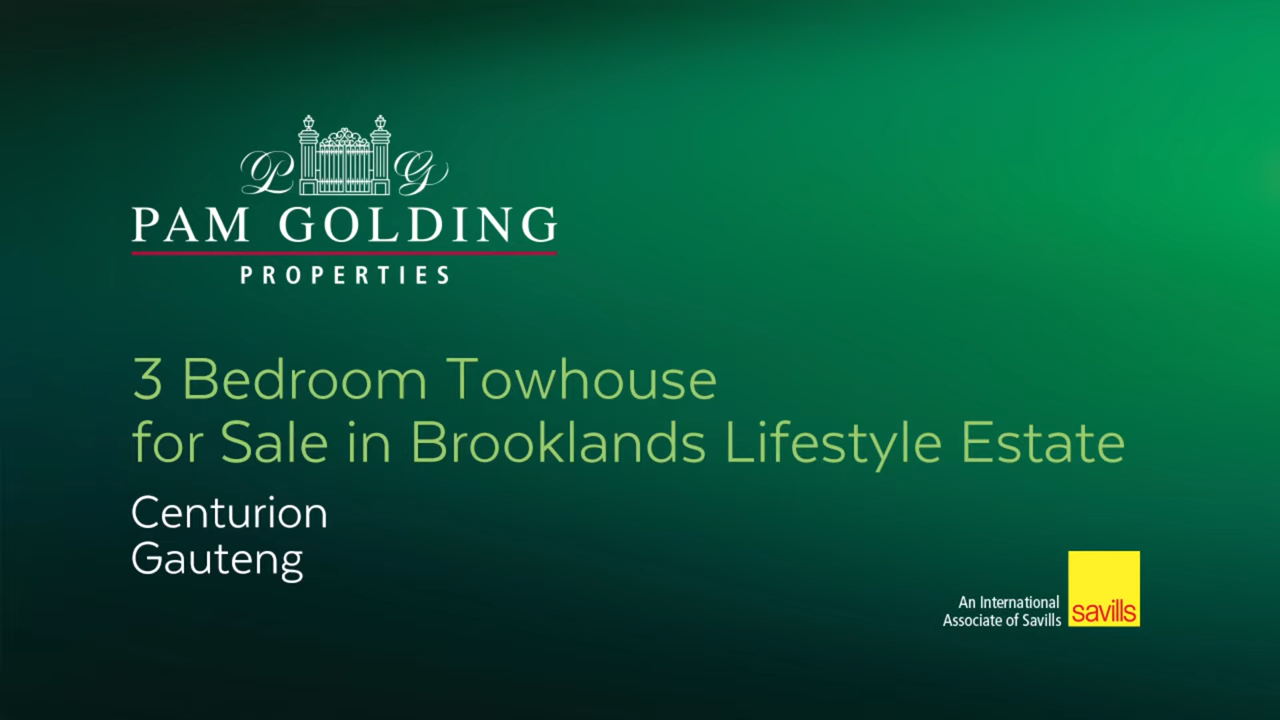 P G
PAM GOLDING
PROPERTIES
3 Bedroom Towhouse
for Sale in Brooklands Lifestyle Estate
Centurion
Gauteng
An International
Associate of Savills
savills